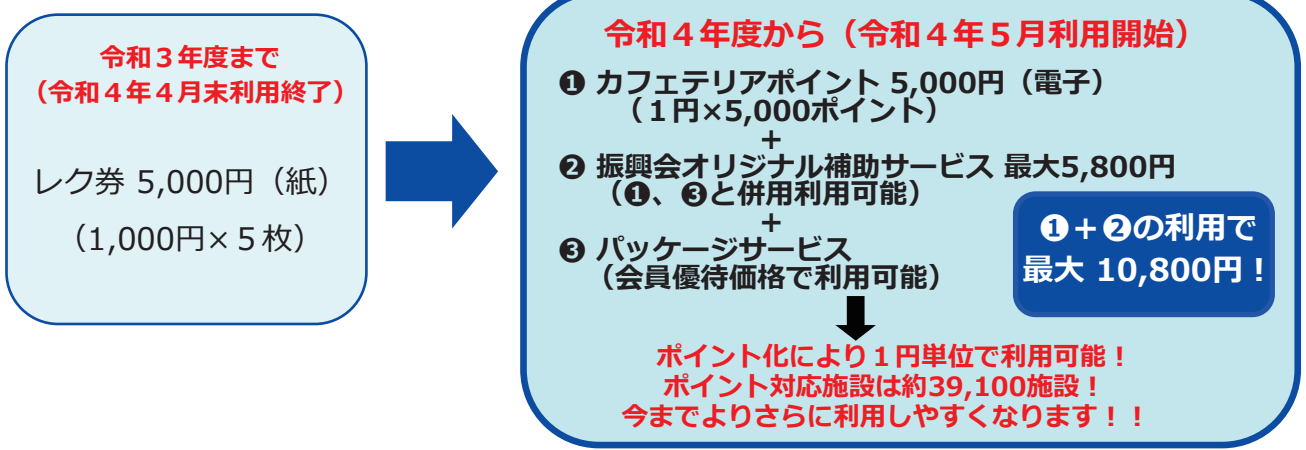 令和３年度まで
（令和４年４月末利用終了）
レク券 5,000円（紙）
（1,000円×５枚）
令和４年度から（令和４年５月利用開始）
❶ カフェテリアポイント 5,000円（電子）
（１円×5,000ポイント）
+
❷ 振興会オリジナル補助サービス 最大5,800円
（❶、❸と併用利用可能）
+
❸ パッケージサービス
（会員優待価格で利用可能）
❶+❷の利用で
最大 10,800円！
ポイント化により１円単位で利用可能！
ポイント対応施設は約39,100施設！
今までよりさらに利用しやすくなります！！